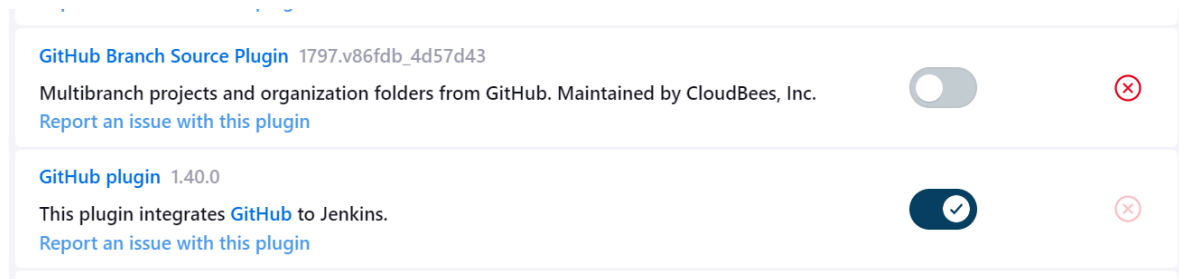 GitHub Branch Source Plugin 1797.v86fdb_4d57d43
Multibranch projects and organization folders from GitHub. Maintained by CloudBees, Inc.
Report an issue with this plugin
GitHub plugin 1.40.0
This plugin integrates GitHub to Jenkins.
Report an issue with this plugin